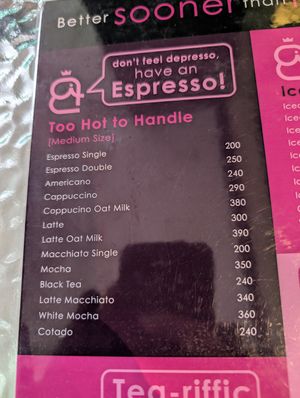 Better sooner than
don't feel depresso,
have an
Espresso!
Too Hot to Handle
[Medium Size]
Espresso Single 200
Espresso Double 250
Americano 240
Cappuccino 290
Coppucino Oat Milk 380
Latte 300
Latte Oat Milk 390
Macchiato Single 200
Mocha 350
Black Tea 240
Latte Macchiato 340
White Mocha 360
Cotado 240
Tea-riffic